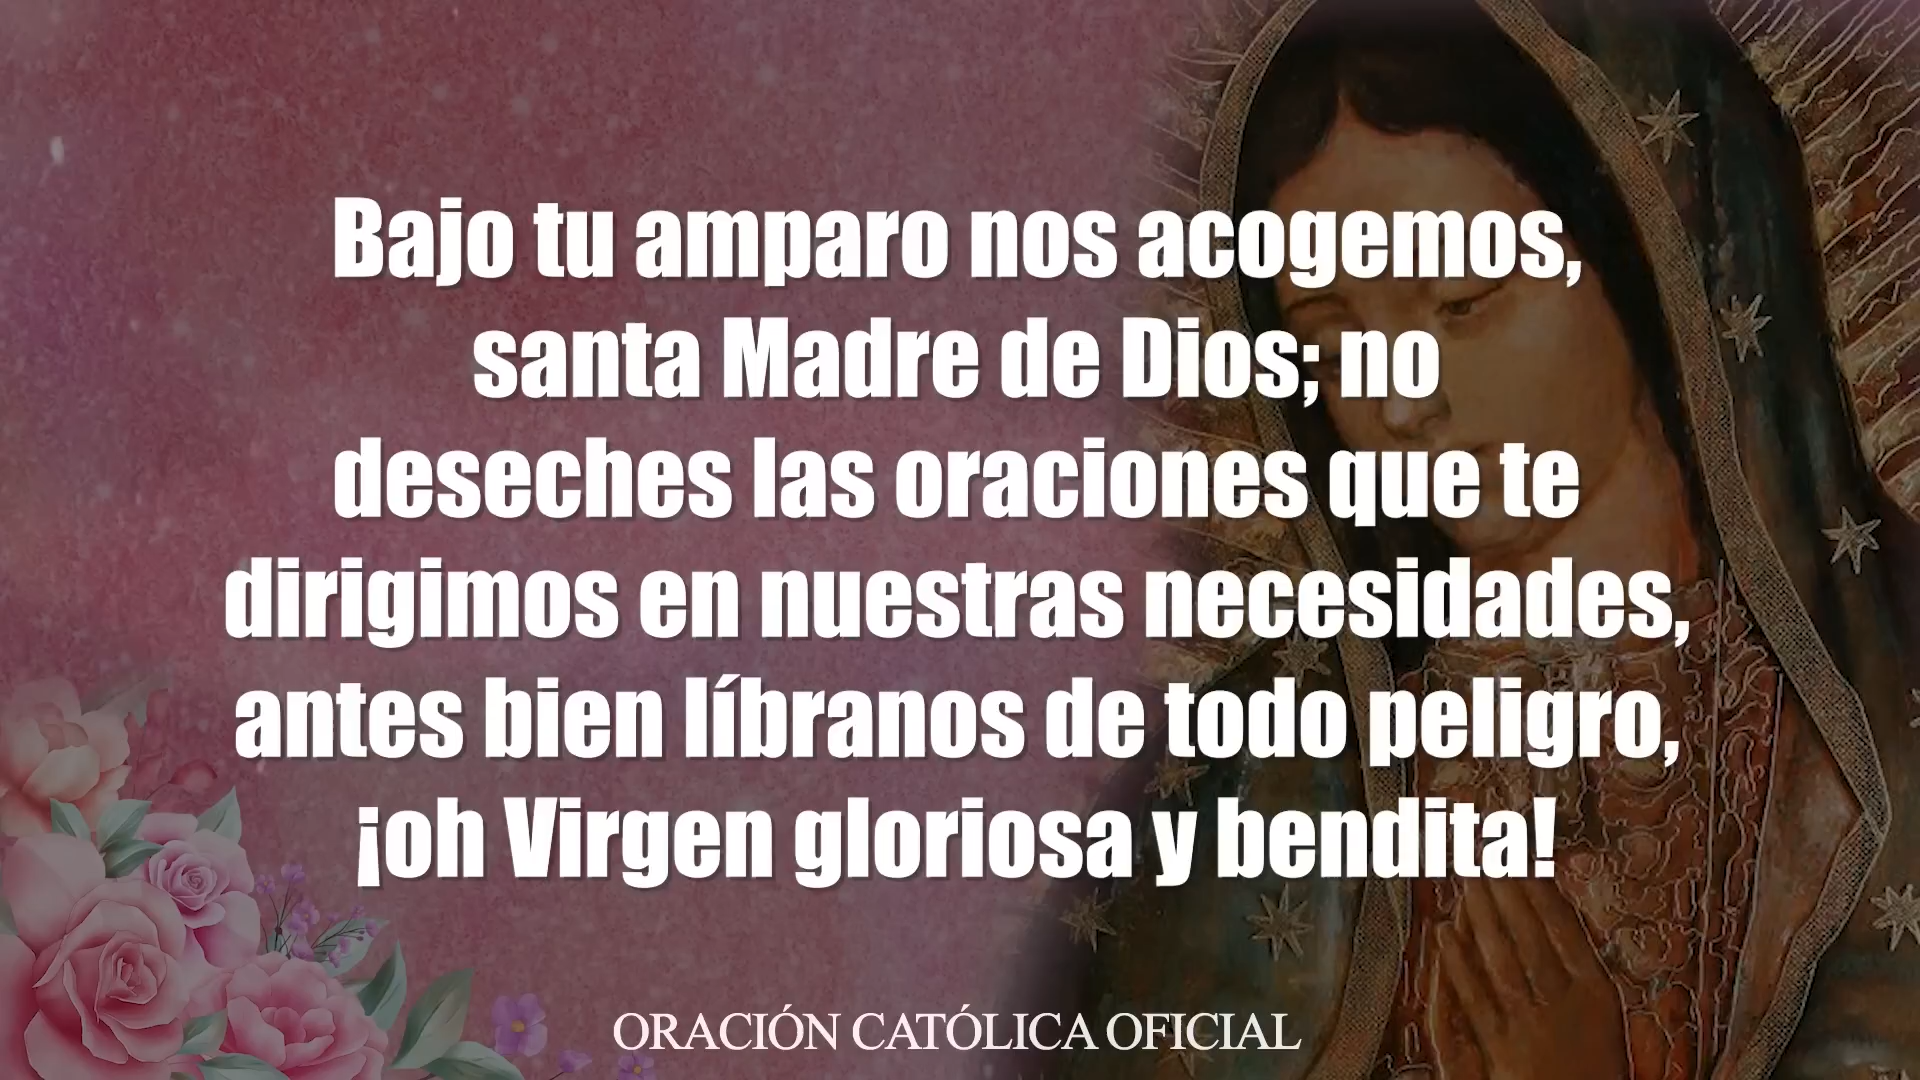 Bajo tu amparo nos acogemos,
santa Madre de Dios; no
deseches las oraciones que te
dirigimos en nuestras necesidades,
antes bien líbranos de todo peligro,
¡oh Virgen gloriosa y bendita!
ORACIÓN CATÓLICA OFICIAL